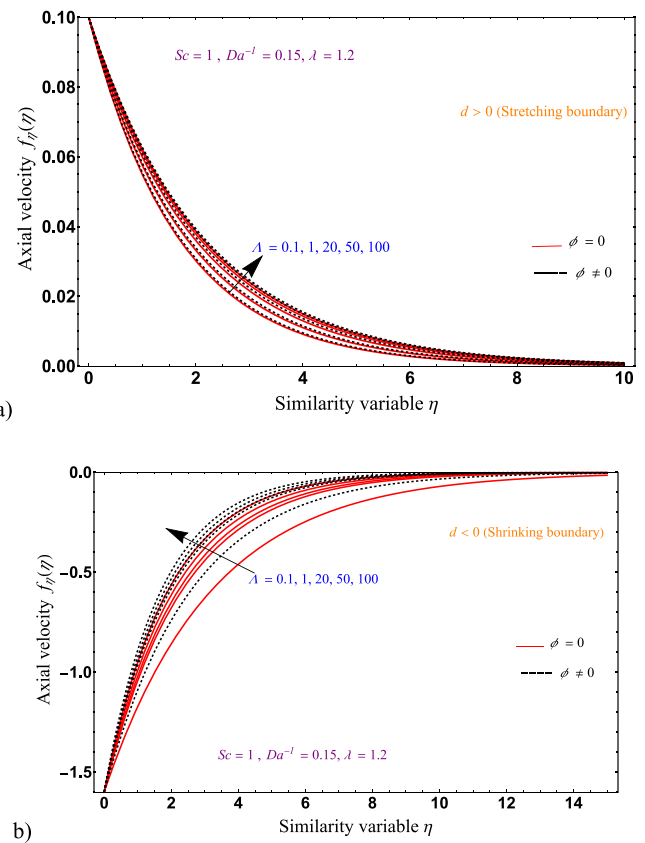 0.10
Sc = 1 , Da⁻¹ = 0.15, λ = 1.2
0.08
d > 0 (Stretching boundary)
0.06
Axial velocity fη(η)
0.04
Λ = 0.1, 1, 20, 50, 100
ϕ = 0
ϕ ≠ 0
0.02
0.00
0 2 4 6 8 10
Similarity variable η
a)
0.0
d < 0 (Shrinking boundary)
-0.5
Λ = 0.1, 1, 20, 50, 100
Axial velocity fη(η)
ϕ = 0
-1.0
ϕ ≠ 0
Sc = 1 , Da⁻¹ = 0.15, λ = 1.2
-1.5
0 2 4 6 8 10 12 14
Similarity variable η
b)